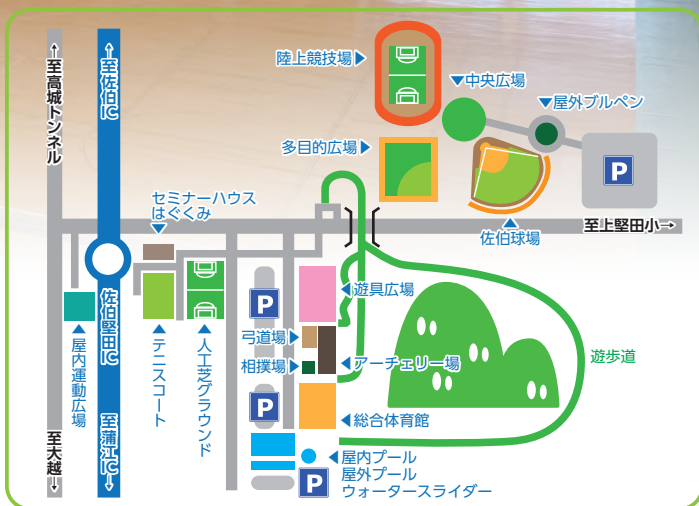 陸上競技場▶
▼中央広場
▼屋外ブルペン
多目的広場▶
P
←至高城トンネル
←至佐伯IC
セミナーハウス
はぐくみ
▼
▲
佐伯球場
至上堀田小→
佐伯堅田IC
P
◀遊具広場
弓道場▶
相撲場▶
◀アーチェリー場
遊歩道
▲
屋内運動広場
▲
テニスコート
▲
人工芝グラウンド
P
◀総合体育館
至大越→
至蒲江IC→
◀屋内プール
屋外プール
ウォータースライダー
P